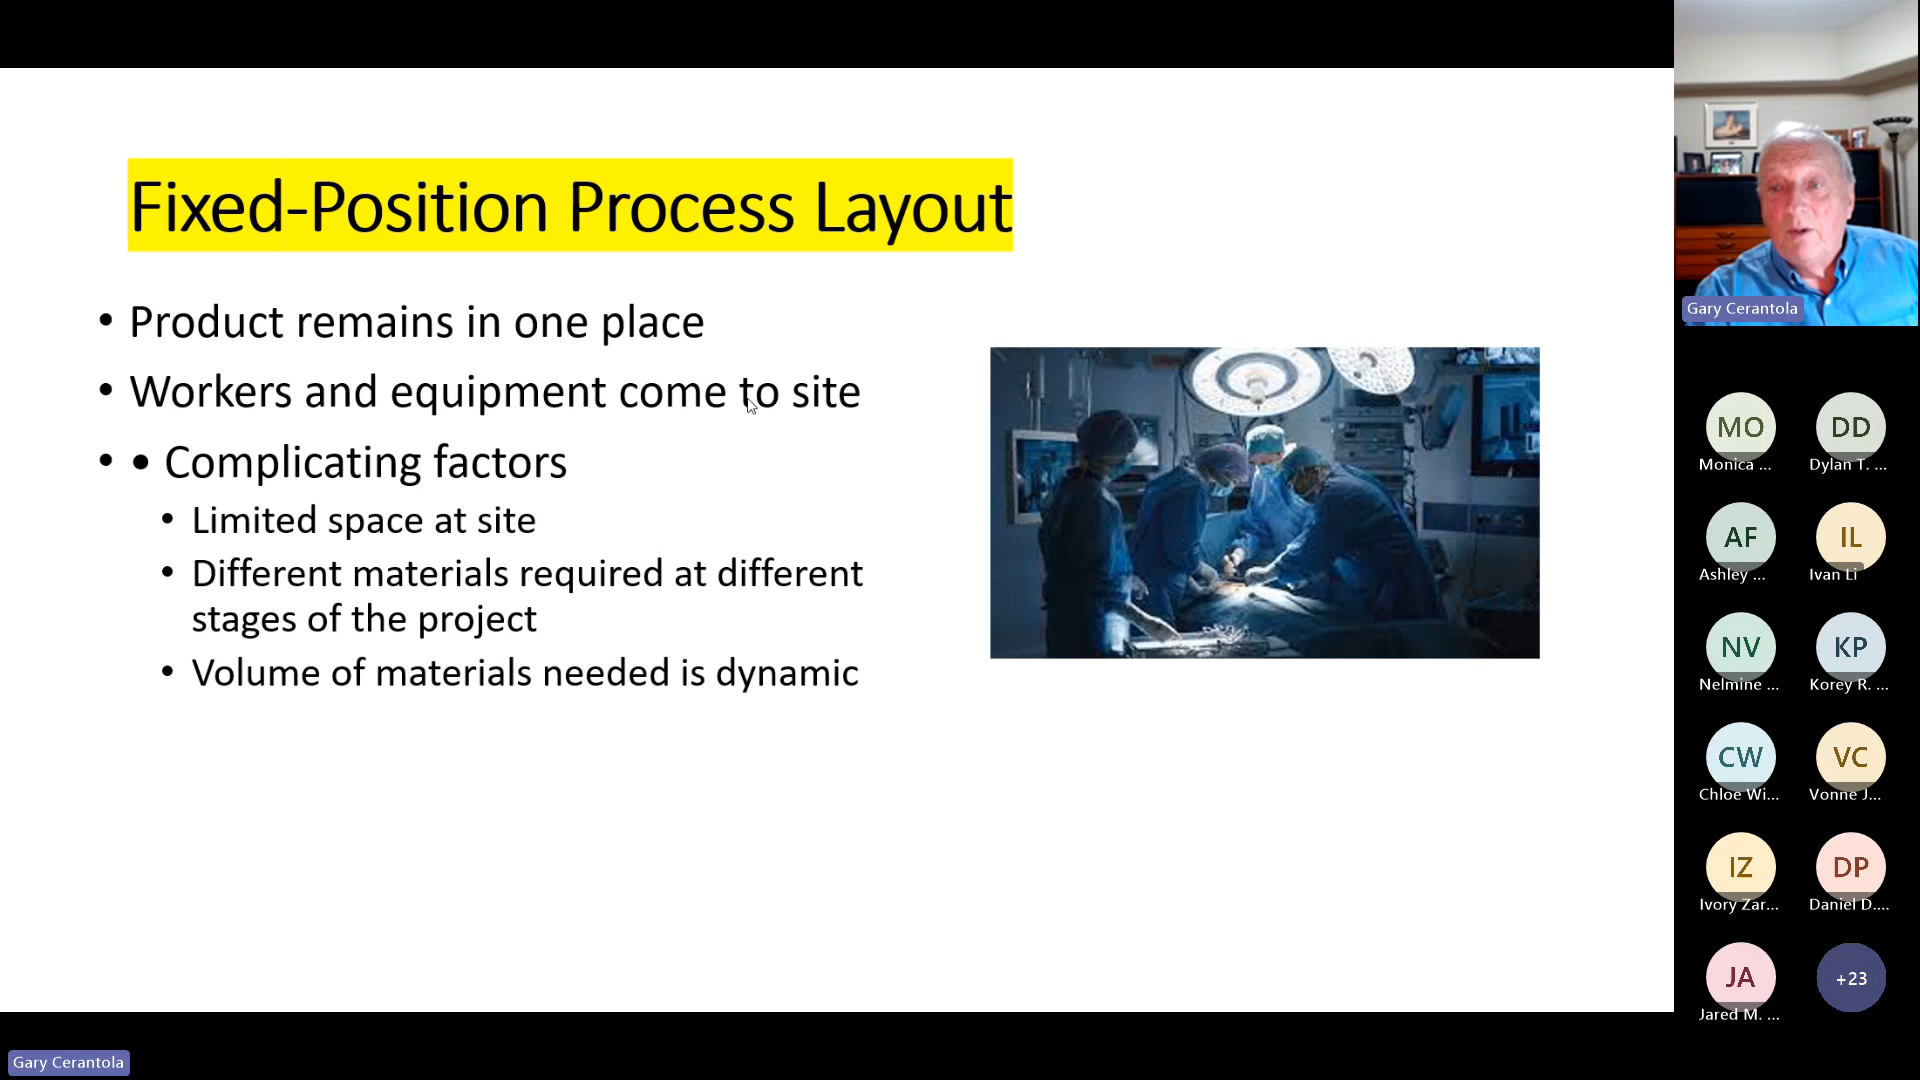 Fixed-Position Process Layout
• Product remains in one place
• Workers and equipment come to site
• • Complicating factors
• Limited space at site
• Different materials required at different
stages of the project
• Volume of materials needed is dynamic
Gary Cerantola
MO
Monica ...
DD
Dylan T. ...
AF
Ashley ...
IL
Ivan Li
NV
Nelmine ...
KP
Korey R. ...
CW
Chloe Wi...
VC
Vonne J...
IZ
Ivory Zar...
DP
Daniel D....
JA
Jared M. ...
+23
Gary Cerantola